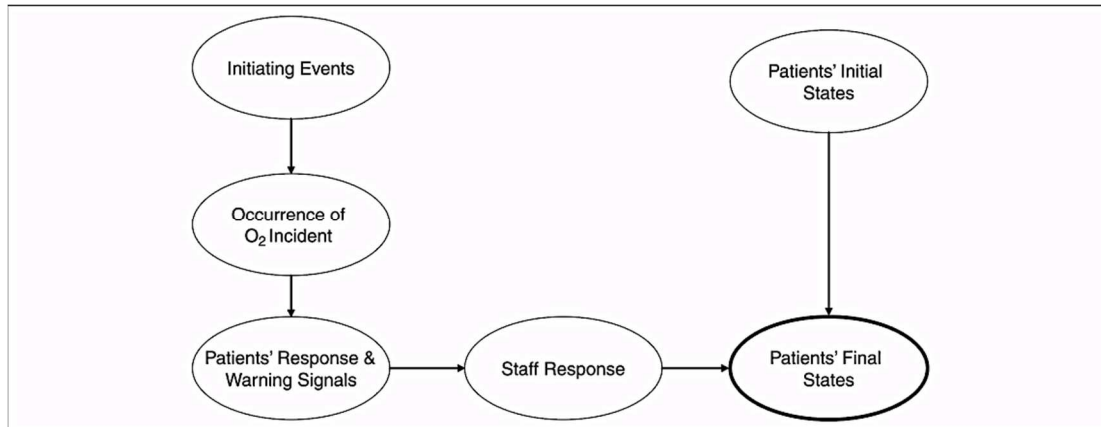 Initiating Events
Patients' Initial
States
Occurrence of
O₂ Incident
Patients' Response &
Warning Signals
Staff Response
Patients' Final
States